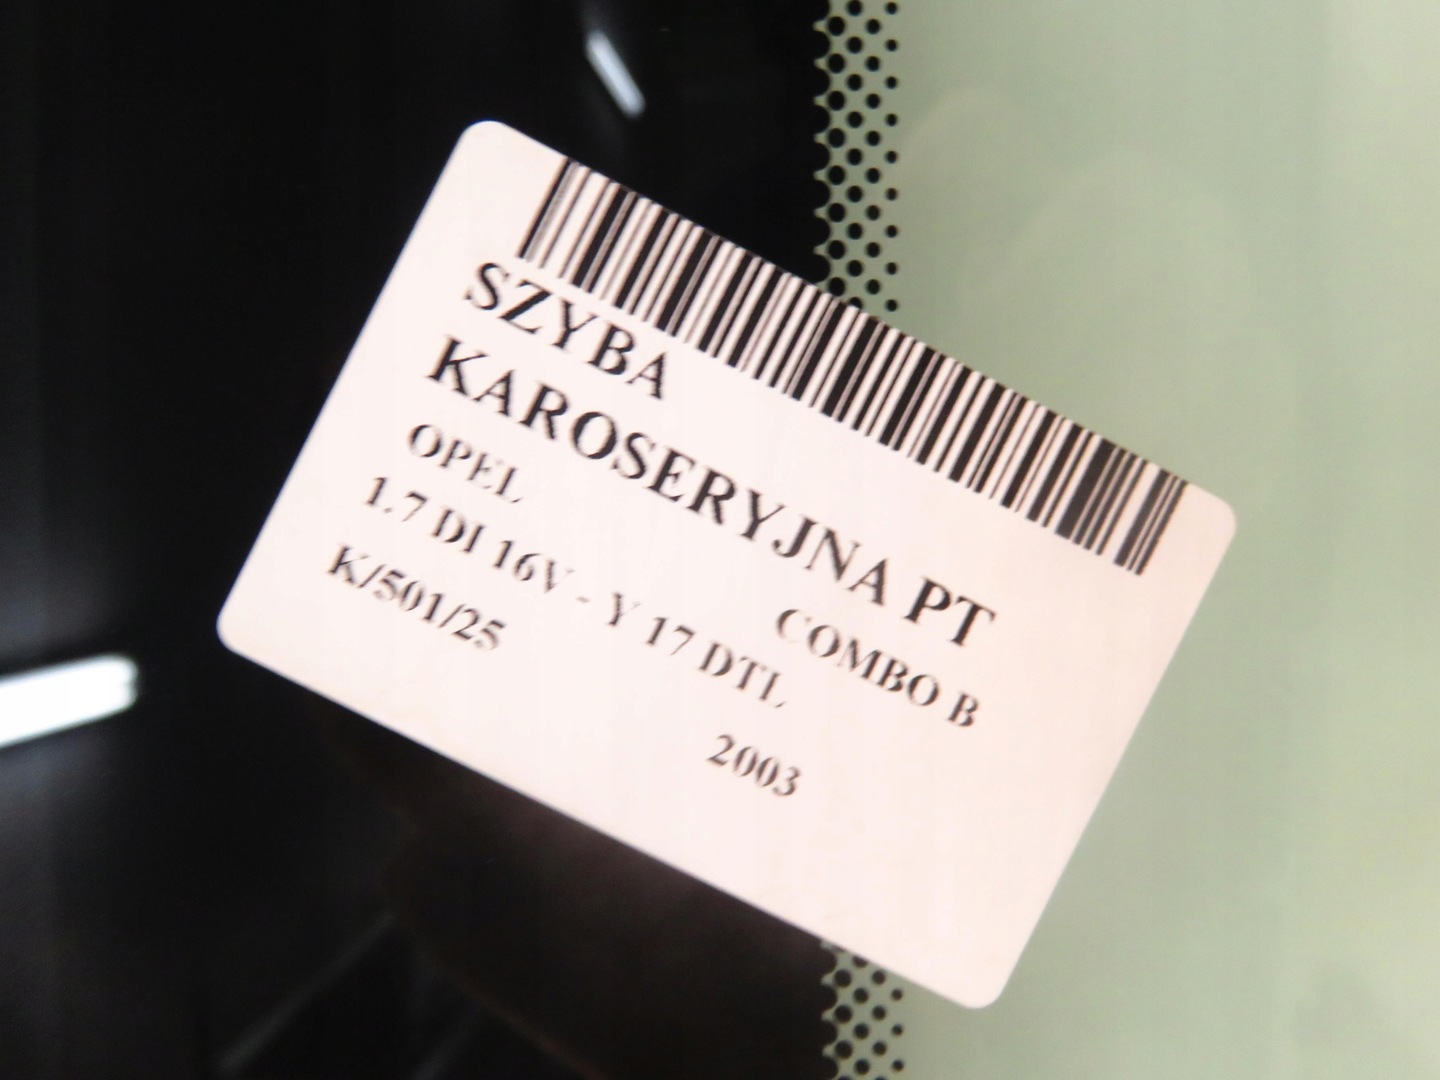 SZYBA
KAROSERYJNA PT
OPEL COMBO B
1.7 DI 16V - Y 17 DTL
K/501/25 2003